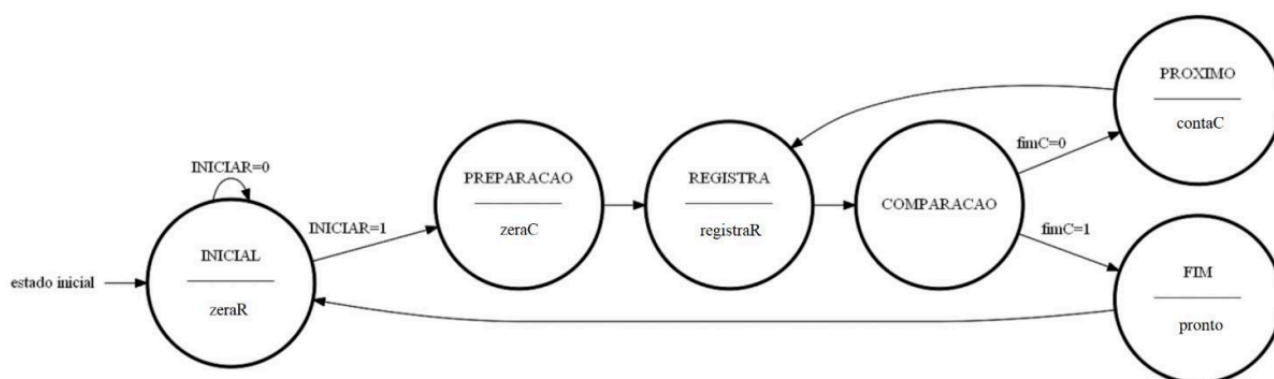 estado inicial
INICIAR=0
INICIAL
zeraR
INICIAR=1
PREPARACAO
zeraC
REGISTRA
registraR
COMPARACAO
fimC=0
PROXIMO
contaC
fimC=1
FIM
pronto